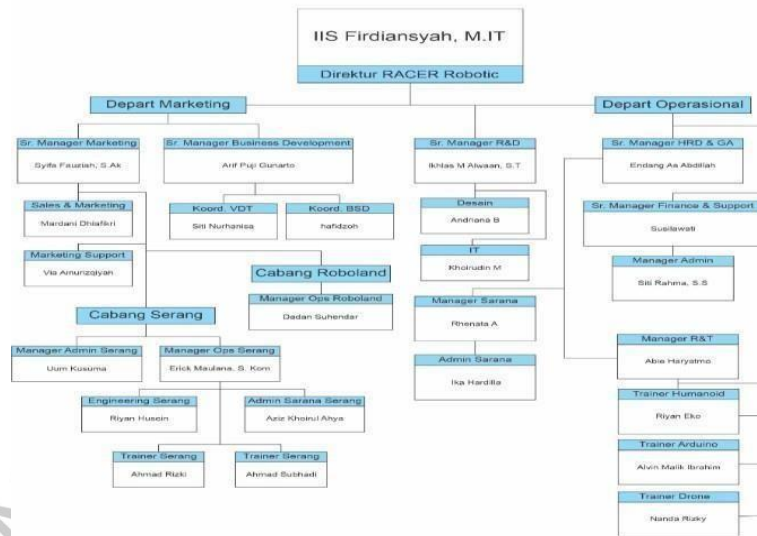 IIS Firdiansyah, M.IT
Direktur RACER Robotic
Depart Marketing
Depart Operasional
Sr. Manager Marketing
Syifa Fauziah, S.Ak
Sr. Manager Business Development
Arif Puji Gunarto
Sr. Manager R&D
Ikhlas M Alwaan, S.T
Sr. Manager HRD & GA
Endang As Abdillah
Sales & Marketing
Mardani Dhiafikri
Koord. VDT
Siti Nurhanisa
Koord. BSD
hafidzoh
Desain
Andriana B
Sr. Manager Finance & Support
Susilawati
Marketing Support
Via Ainurizqiyah
IT
Khoirudin M
Manager Admin
Siti Rahma, S.S
Cabang Roboland
Manager Ops Roboland
Dadan Suhendar
Cabang Serang
Manager Sarana
Rhenata A
Manager Admin Serang
Uum Kusuma
Manager Ops Serang
Erick Maulana, S. Kom
Admin Sarana
Ika Hardilla
Manager R&T
Abie Haryatmo
Engineering Serang
Riyan Husein
Admin Sarana Serang
Aziz Khoirul Ahya
Trainer Humanoid
Riyan Eko
Trainer Serang
Ahmad Rizki
Trainer Serang
Ahmad Subhadi
Trainer Arduino
Alvin Malik Ibrahim
Trainer Drone
Nanda Rizky